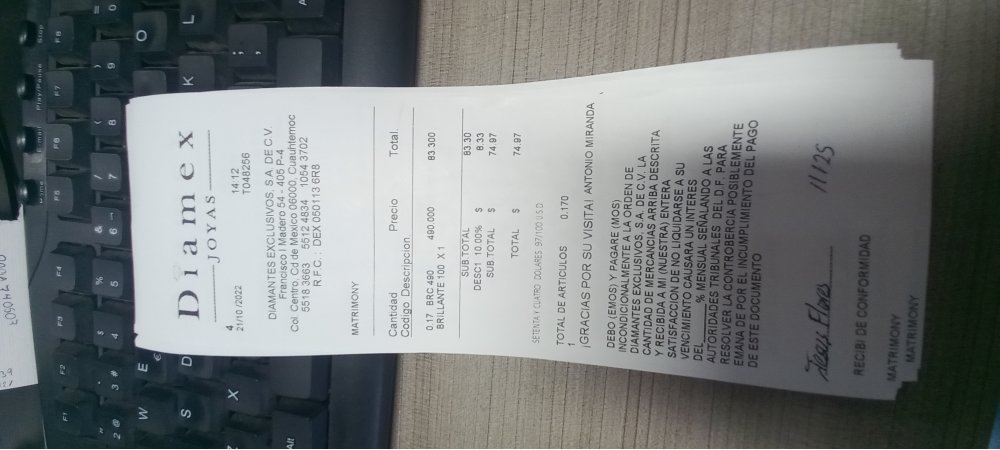 Diamex
JOYAS
4
21/10/2022 14:12
T048256
DIAMANTES EXCLUSIVOS, S.A. DE C.V.
Francisco I Madero 54 - 405 P-4
Col Centro Cd de Mexico 06000, Cuauhtemoc
5518 3663 5512 4834 1054 3702
R.F.C.: DEX 050113 6R8
MATRIMONY
Cantidad
Codigo Descripcion Precio Total.
0.17 BRC 490 490.000 83.300
BRILLANTE 100 X 1
SUB TOTAL 83.30
DESC1 10.00% $ 8.33
SUB TOTAL $ 74.97
TOTAL $ 74.97
SETENTA Y CUATRO DOLARES 97/100 U.S.D.
TOTAL DE ARTICULOS 0.170
1
¡GRACIAS POR SU VISITA! ANTONIO MIRANDA
DEBO (EMOS) Y PAGARE (MOS)
INCONDICIONALMENTE A LA ORDEN DE
DIAMANTES EXCLUSIVOS, S.A. DE C.V. LA
CANTIDAD DE MERCANCIAS ARRIBA DESCRITA
Y RECIBIDA A MI (NUESTRA) ENTERA
SATISFACCION DE NO LIQUIDARSE A SU
VENCIMIENTO CAUSARA UN INTERES
DEL % MENSUAL SEÑALANDO A LAS
AUTORIDADES TRIBUNALES DEL D.F. PARA
RESOLVER LA CONTROBERCIA POSIBLEMENTE
EMANA DE POR EL INCUMPLIMIENTO DEL PAGO
DE ESTE DOCUMENTO
Flores 11:25
RECIBI DE CONFORMIDAD
MATRIMONY
MATRIMONY